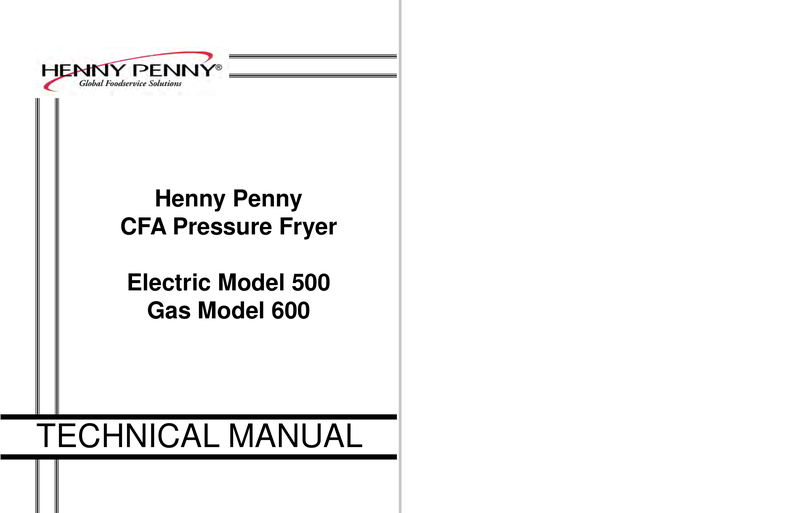 HENNY PENNY®
Global Foodservice Solutions
Henny Penny
CFA Pressure Fryer
Electric Model 500
Gas Model 600
TECHNICAL MANUAL